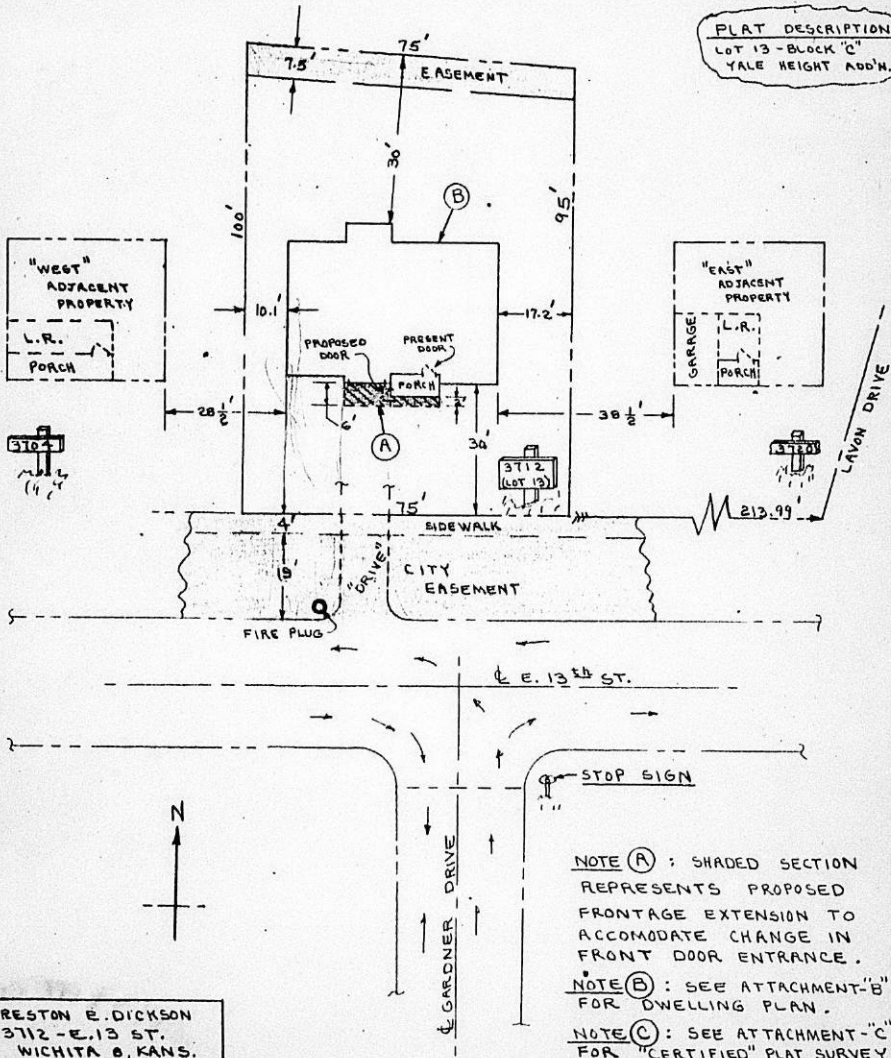 PLAT DESCRIPTION
LOT 13 - BLOCK "C"
YALE HEIGHT ADD'N.
75'
7.5'
EASEMENT
30'
B
100'
95'
"WEST"
ADJACENT
PROPERTY
L.R.
PORCH
"EAST"
ADJACENT
PROPERTY
GARAGE
L.R.
PORCH
10.1'
17.2'
PROPOSED
DOOR
PRESENT
DOOR
PORCH
28 1/2'
38 1/2'
6'
A
30'
LAVON DRIVE
3704
3712
(LOT 13)
3720
75'
213.99'
4'
SIDEWALK
19'
"DRIVE"
CITY
EASEMENT
FIRE PLUG
℄ E. 13th ST.
STOP SIGN
N
℄ GARDNER DRIVE
NOTE A : SHADED SECTION
REPRESENTS PROPOSED
FRONTAGE EXTENSION TO
ACCOMODATE CHANGE IN
FRONT DOOR ENTRANCE.
NOTE B : SEE ATTACHMENT-"B"
FOR DWELLING PLAN.
NOTE C : SEE ATTACHMENT-"C"
FOR "CERTIFIED" PLAT SURVEY
RESTON E. DICKSON
3712 - E. 13 ST.
WICHITA 8, KANS.